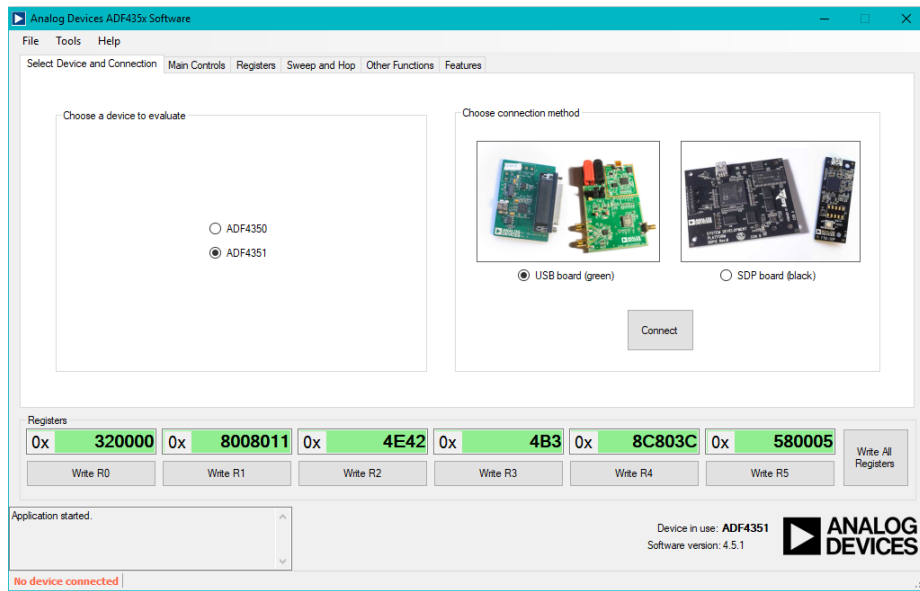 Analog Devices ADF435x Software
File Tools Help
Select Device and Connection Main Controls Registers Sweep and Hop Other Functions Features
Choose a device to evaluate
ADF4350
ADF4351
Choose connection method
ANALOG DEVICES
USB board (green)
SDP board (black)
Connect
Registers
0x 320000 0x 8008011 0x 4E42 0x 4B3 0x 8C803C 0x 580005
Write R0 Write R1 Write R2 Write R3 Write R4 Write R5
Write All
Registers
Application started.
Device in use: ADF4351
Software version: 4.5.1
ANALOG
DEVICES
No device connected